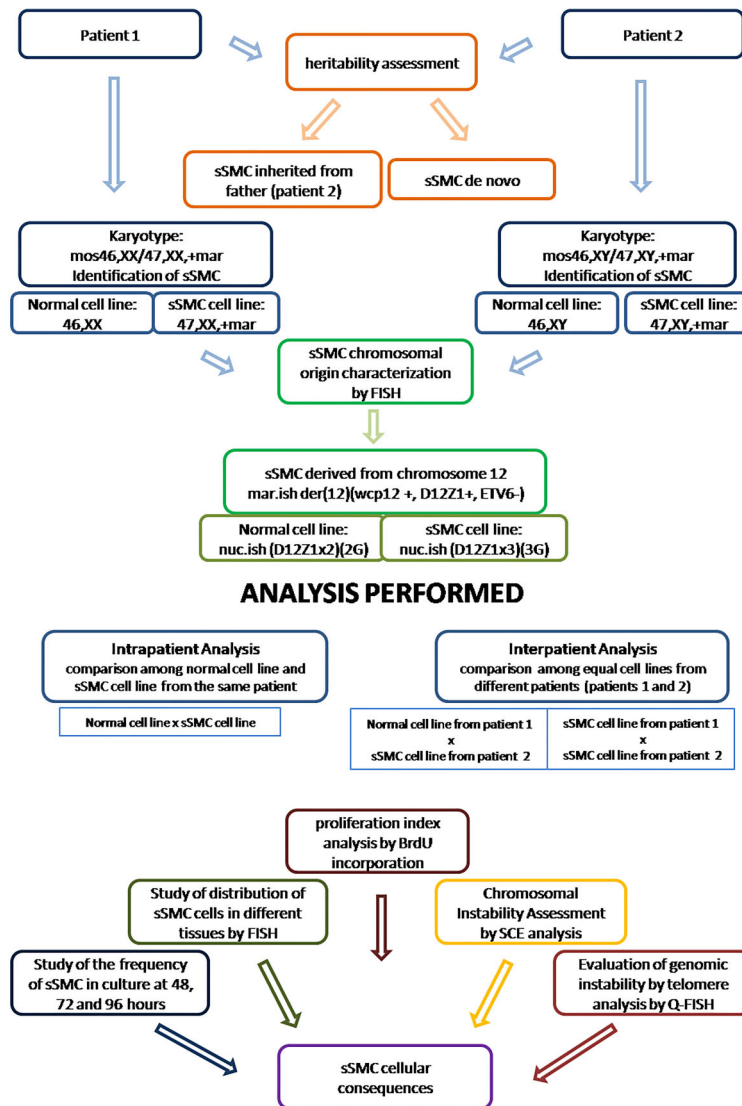 Patient 1
Patient 2
heritability assessment
sSMC inherited from
father (patient 2)
sSMC de novo
Karyotype:
mos46,XX/47,XX,+mar
Identification of sSMC
Normal cell line:
46,XX
sSMC cell line:
47,XX,+mar
Karyotype:
mos46,XY/47,XY,+mar
Identification of sSMC
Normal cell line:
46,XY
sSMC cell line:
47,XY,+mar
sSMC chromosomal
origin characterization
by FISH
sSMC derived from chromosome 12
mar.ish der(12)(wcp12 +, D12Z1+, ETV6-)
Normal cell line:
nuc.ish (D12Z1x2)(2G)
sSMC cell line:
nuc.ish (D12Z1x3)(3G)
ANALYSIS PERFORMED
Intrapatient Analysis
comparison among normal cell line and
sSMC cell line from the same patient
Normal cell line x sSMC cell line
Interpatient Analysis
comparison among equal cell lines from
different patients (patients 1 and 2)
Normal cell line from patient 1
x
sSMC cell line from patient 2
sSMC cell line from patient 1
x
sSMC cell line from patient 2
proliferation index
analysis by BrdU
incorporation
Study of distribution of
sSMC cells in different
tissues by FISH
Chromosomal
Instability Assessment
by SCE analysis
Study of the frequency
of sSMC in culture at 48,
72 and 96 hours
Evaluation of genomic
instability by telomere
analysis by Q-FISH
sSMC cellular
consequences